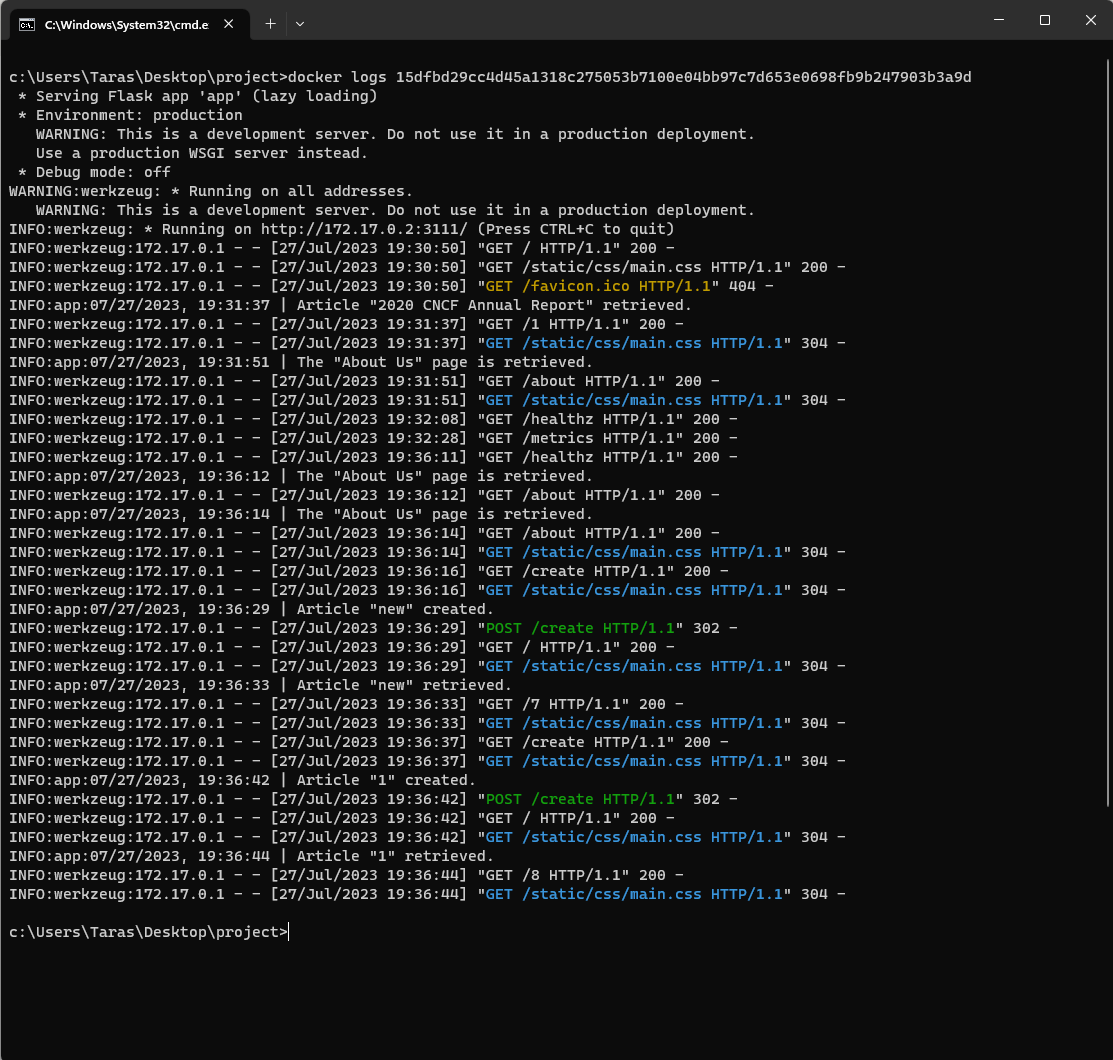 C:\Windows\System32\cmd.e
c:\Users\Taras\Desktop\project>docker logs 15dfbd29cc4d45a1318c275053b7100e04bb97c7d653e0698fb9b247903b3a9d
 * Serving Flask app 'app' (lazy loading)
 * Environment: production
   WARNING: This is a development server. Do not use it in a production deployment.
   Use a production WSGI server instead.
 * Debug mode: off
WARNING:werkzeug: * Running on all addresses.
   WARNING: This is a development server. Do not use it in a production deployment.
INFO:werkzeug: * Running on http://172.17.0.2:3111/ (Press CTRL+C to quit)
INFO:werkzeug:172.17.0.1 - - [27/Jul/2023 19:30:50] "GET / HTTP/1.1" 200 -
INFO:werkzeug:172.17.0.1 - - [27/Jul/2023 19:30:50] "GET /static/css/main.css HTTP/1.1" 200 -
INFO:werkzeug:172.17.0.1 - - [27/Jul/2023 19:30:50] "GET /favicon.ico HTTP/1.1" 404 -
INFO:app:07/27/2023, 19:31:37 | Article "2020 CNCF Annual Report" retrieved.
INFO:werkzeug:172.17.0.1 - - [27/Jul/2023 19:31:37] "GET /1 HTTP/1.1" 200 -
INFO:werkzeug:172.17.0.1 - - [27/Jul/2023 19:31:37] "GET /static/css/main.css HTTP/1.1" 304 -
INFO:app:07/27/2023, 19:31:51 | The "About Us" page is retrieved.
INFO:werkzeug:172.17.0.1 - - [27/Jul/2023 19:31:51] "GET /about HTTP/1.1" 200 -
INFO:werkzeug:172.17.0.1 - - [27/Jul/2023 19:31:51] "GET /static/css/main.css HTTP/1.1" 304 -
INFO:werkzeug:172.17.0.1 - - [27/Jul/2023 19:32:08] "GET /healthz HTTP/1.1" 200 -
INFO:werkzeug:172.17.0.1 - - [27/Jul/2023 19:32:28] "GET /metrics HTTP/1.1" 200 -
INFO:werkzeug:172.17.0.1 - - [27/Jul/2023 19:36:11] "GET /healthz HTTP/1.1" 200 -
INFO:app:07/27/2023, 19:36:12 | The "About Us" page is retrieved.
INFO:werkzeug:172.17.0.1 - - [27/Jul/2023 19:36:12] "GET /about HTTP/1.1" 200 -
INFO:app:07/27/2023, 19:36:14 | The "About Us" page is retrieved.
INFO:werkzeug:172.17.0.1 - - [27/Jul/2023 19:36:14] "GET /about HTTP/1.1" 200 -
INFO:werkzeug:172.17.0.1 - - [27/Jul/2023 19:36:14] "GET /static/css/main.css HTTP/1.1" 304 -
INFO:werkzeug:172.17.0.1 - - [27/Jul/2023 19:36:16] "GET /create HTTP/1.1" 200 -
INFO:werkzeug:172.17.0.1 - - [27/Jul/2023 19:36:16] "GET /static/css/main.css HTTP/1.1" 304 -
INFO:app:07/27/2023, 19:36:29 | Article "new" created.
INFO:werkzeug:172.17.0.1 - - [27/Jul/2023 19:36:29] "POST /create HTTP/1.1" 302 -
INFO:werkzeug:172.17.0.1 - - [27/Jul/2023 19:36:29] "GET / HTTP/1.1" 200 -
INFO:werkzeug:172.17.0.1 - - [27/Jul/2023 19:36:29] "GET /static/css/main.css HTTP/1.1" 304 -
INFO:app:07/27/2023, 19:36:33 | Article "new" retrieved.
INFO:werkzeug:172.17.0.1 - - [27/Jul/2023 19:36:33] "GET /7 HTTP/1.1" 200 -
INFO:werkzeug:172.17.0.1 - - [27/Jul/2023 19:36:33] "GET /static/css/main.css HTTP/1.1" 304 -
INFO:werkzeug:172.17.0.1 - - [27/Jul/2023 19:36:37] "GET /create HTTP/1.1" 200 -
INFO:werkzeug:172.17.0.1 - - [27/Jul/2023 19:36:37] "GET /static/css/main.css HTTP/1.1" 304 -
INFO:app:07/27/2023, 19:36:42 | Article "1" created.
INFO:werkzeug:172.17.0.1 - - [27/Jul/2023 19:36:42] "POST /create HTTP/1.1" 302 -
INFO:werkzeug:172.17.0.1 - - [27/Jul/2023 19:36:42] "GET / HTTP/1.1" 200 -
INFO:werkzeug:172.17.0.1 - - [27/Jul/2023 19:36:42] "GET /static/css/main.css HTTP/1.1" 304 -
INFO:app:07/27/2023, 19:36:44 | Article "1" retrieved.
INFO:werkzeug:172.17.0.1 - - [27/Jul/2023 19:36:44] "GET /8 HTTP/1.1" 200 -
INFO:werkzeug:172.17.0.1 - - [27/Jul/2023 19:36:44] "GET /static/css/main.css HTTP/1.1" 304 -
c:\Users\Taras\Desktop\project>